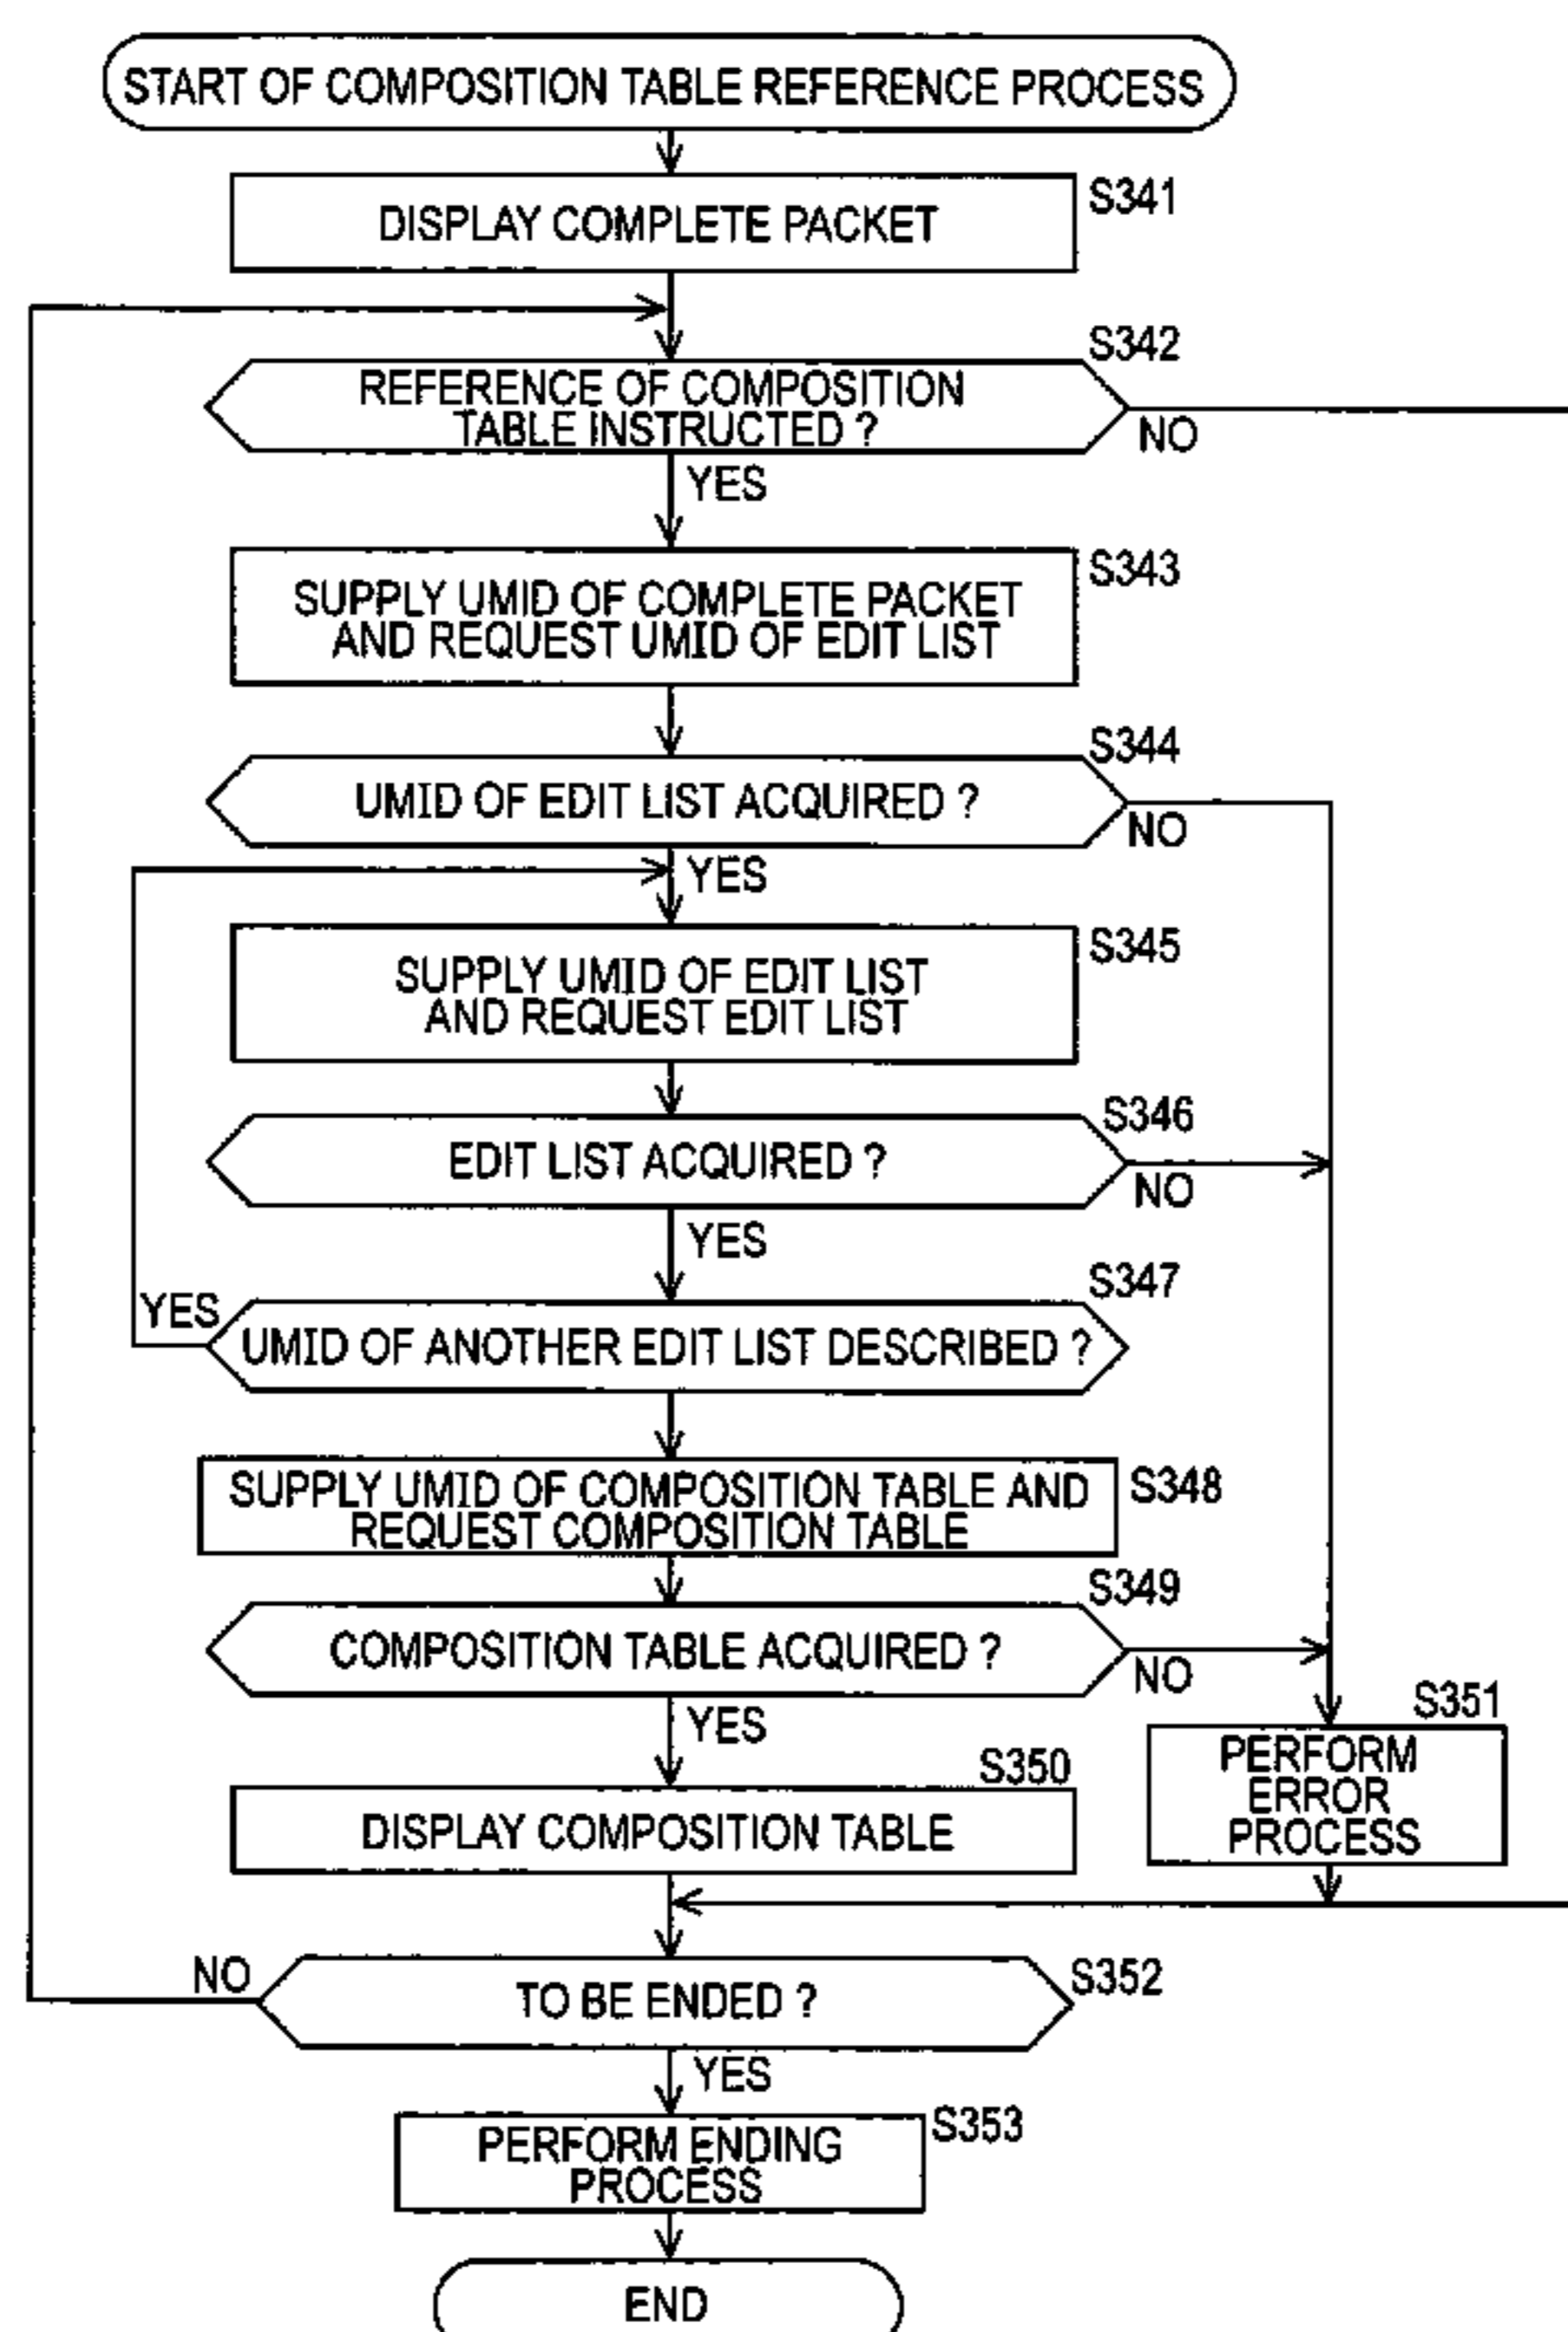 START OF COMPOSITION TABLE REFERENCE PROCESS
DISPLAY COMPLETE PACKET
S341
REFERENCE OF COMPOSITION
TABLE INSTRUCTED ?
S342
NO
YES
SUPPLY UMID OF COMPLETE PACKET
AND REQUEST UMID OF EDIT LIST
S343
UMID OF EDIT LIST ACQUIRED ?
S344
NO
YES
SUPPLY UMID OF EDIT LIST
AND REQUEST EDIT LIST
S345
EDIT LIST ACQUIRED ?
S346
NO
YES
UMID OF ANOTHER EDIT LIST DESCRIBED ?
S347
YES
SUPPLY UMID OF COMPOSITION TABLE AND
REQUEST COMPOSITION TABLE
S348
COMPOSITION TABLE ACQUIRED ?
S349
NO
YES
S351
PERFORM
ERROR
PROCESS
S350
DISPLAY COMPOSITION TABLE
NO
TO BE ENDED ?
S352
YES
PERFORM ENDING
PROCESS
S353
END